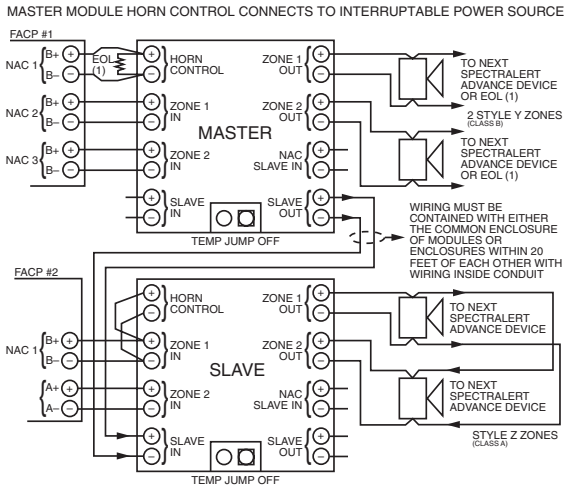 MASTER MODULE HORN CONTROL CONNECTS TO INTERRUPTABLE POWER SOURCE
FACP #1
NAC 1
B+ +
B– –
EOL
(1)
+ –
HORN
CONTROL
NAC 2
B+ +
B– –
+ –
ZONE 1
IN
NAC 3
B+ +
B– –
+ –
ZONE 2
IN
+ –
SLAVE
IN
MASTER
ZONE 1
OUT
+ –
ZONE 2
OUT
+ –
NAC
SLAVE IN
+ –
SLAVE
OUT
+ –
TEMP JUMP OFF
TO NEXT
SPECTRALERT
ADVANCE DEVICE
OR EOL (1)
2 STYLE Y ZONES
(CLASS B)
TO NEXT
SPECTRALERT
ADVANCE DEVICE
OR EOL (1)
WIRING MUST BE
CONTAINED WITH EITHER
THE COMMON ENCLOSURE
OF MODULES OR
ENCLOSURES WITHIN 20
FEET OF EACH OTHER WITH
WIRING INSIDE CONDUIT
FACP #2
NAC 1
B+ +
B– –
A+ +
A– –
+ –
HORN
CONTROL
+ –
ZONE 1
IN
+ –
ZONE 2
IN
+ –
SLAVE
IN
SLAVE
ZONE 1
OUT
+ –
ZONE 2
OUT
+ –
NAC
SLAVE IN
+ –
SLAVE
OUT
+ –
TEMP JUMP OFF
TO NEXT
SPECTRALERT
ADVANCE DEVICE
TO NEXT
SPECTRALERT
ADVANCE DEVICE
STYLE Z ZONES
(CLASS A)